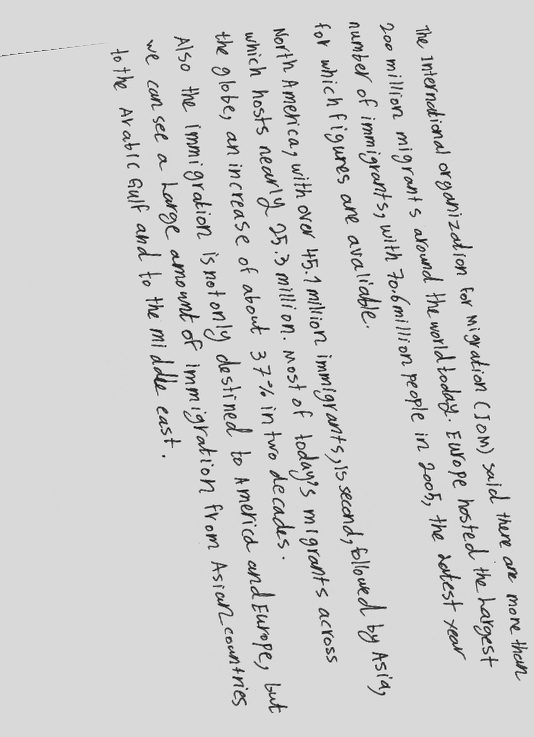 The International organization for Migration (IOM) said there are more than
200 million migrants around the world today. Europe hosted the Largest
number of immigrants, with 70.6 million people in 2005, the Latest year
for which figures are avaliable.
North America, with over 45.1 million immigrants, is second, followed by Asia,
which hosts nearly 25.3 million. Most of today's migrants across
the globe, an increase of about 37% in two decades.
Also the immigration is not only destined to America and Europe, but
we can see a Large amount of immigration from Asian countries
to the Arabic Gulf and to the middle east.